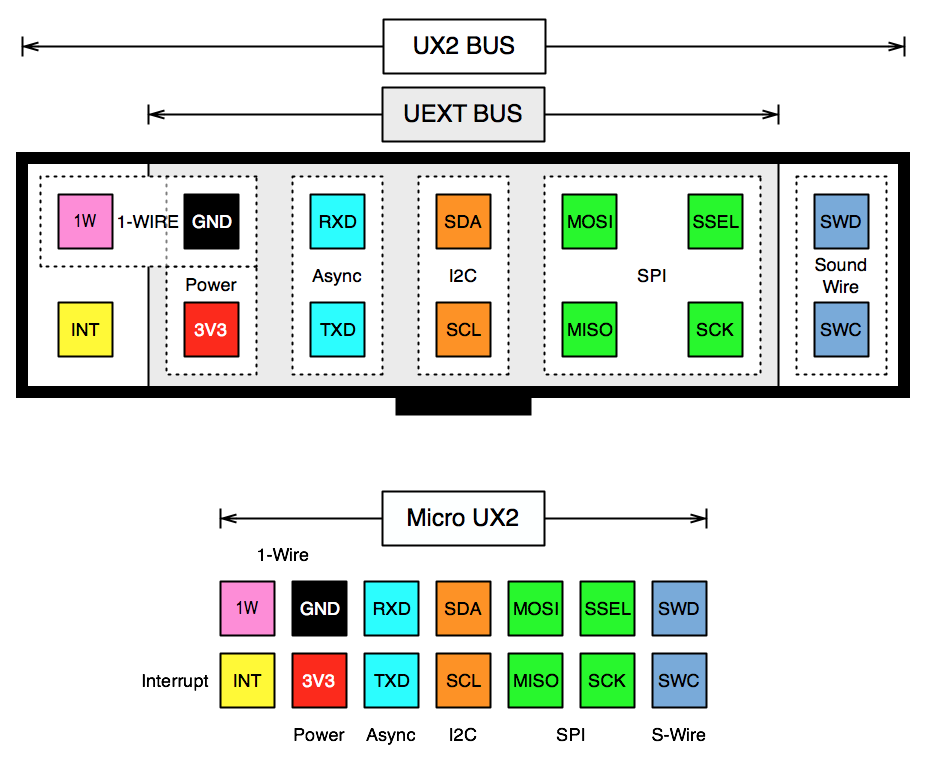 UX2 BUS
UEXT BUS
1W 1-WIRE GND RXD SDA MOSI SSEL SWD
Power Async I2C SPI Sound
Wire
INT 3V3 TXD SCL MISO SCK SWC
Micro UX2
1-Wire
1W GND RXD SDA MOSI SSEL SWD
Interrupt INT 3V3 TXD SCL MISO SCK SWC
Power Async I2C SPI S-Wire